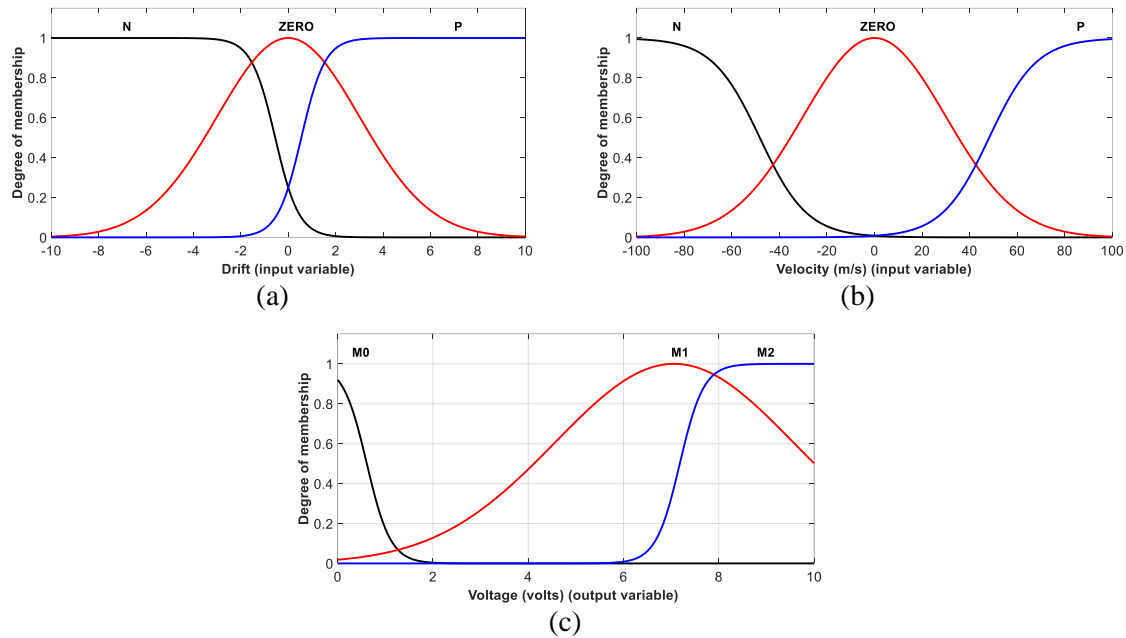 N ZERO P
Degree of membership
1
0.8
0.6
0.4
0.2
0
-10 -8 -6 -4 -2 0 2 4 6 8 10
Drift (input variable)
(a)
N ZERO P
Degree of membership
1
0.8
0.6
0.4
0.2
0
-100 -80 -60 -40 -20 0 20 40 60 80 100
Velocity (m/s) (input variable)
(b)
M0 M1 M2
Degree of membership
1
0.8
0.6
0.4
0.2
0
0 2 4 6 8 10
Voltage (volts) (output variable)
(c)